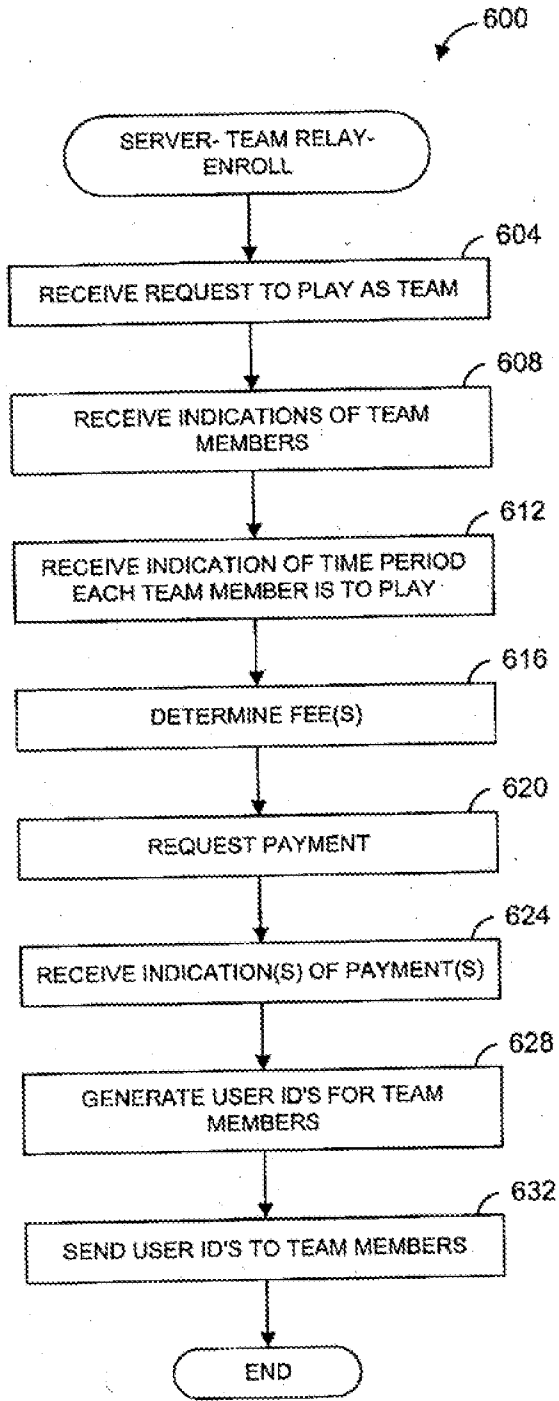 600
SERVER- TEAM RELAY-
ENROLL
604
RECEIVE REQUEST TO PLAY AS TEAM
608
RECEIVE INDICATIONS OF TEAM
MEMBERS
612
RECEIVE INDICATION OF TIME PERIOD
EACH TEAM MEMBER IS TO PLAY
616
DETERMINE FEE(S)
620
REQUEST PAYMENT
624
RECEIVE INDICATION(S) OF PAYMENT(S)
628
GENERATE USER ID'S FOR TEAM
MEMBERS
632
SEND USER ID'S TO TEAM MEMBERS
END